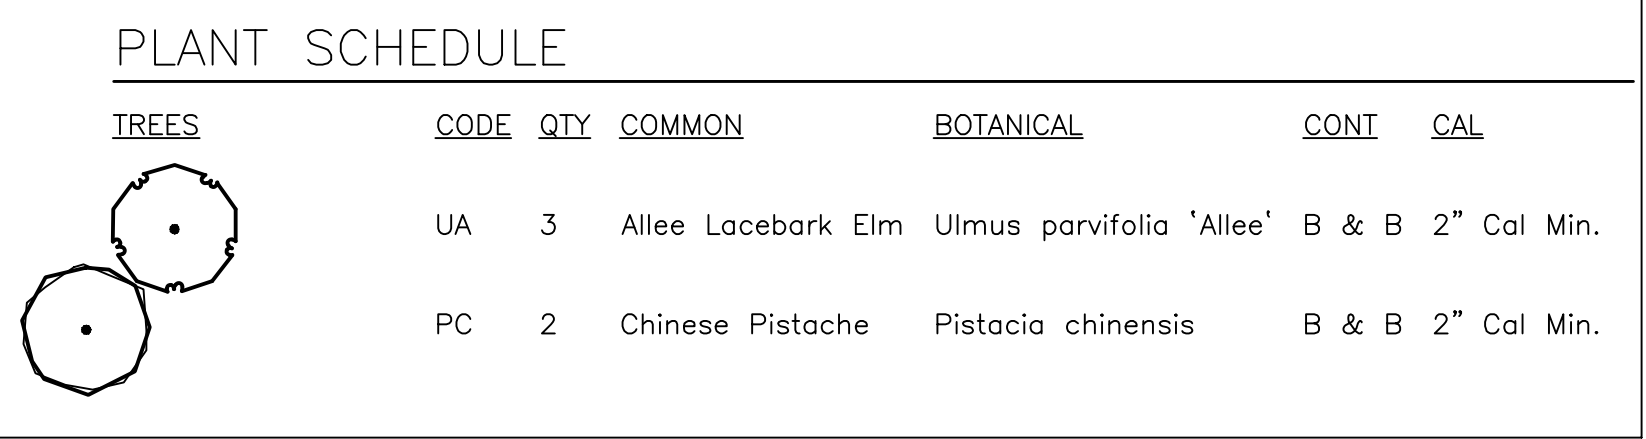 PLANT SCHEDULE
TREES CODE QTY COMMON BOTANICAL CONT CAL
UA 3 Allee Lacebark Elm Ulmus parvifolia `Allee` B & B 2" Cal Min.
PC 2 Chinese Pistache Pistacia chinensis B & B 2" Cal Min.